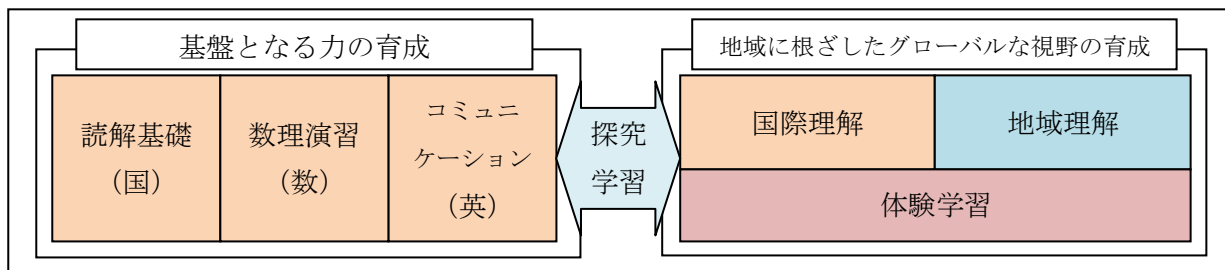 基盤となる力の育成
読解基礎
(国)
数理演習
(数)
コミュニ
ケーション
(英)
探究
学習
地域に根ざしたグローバルな視野の育成
国際理解
地域理解
体験学習